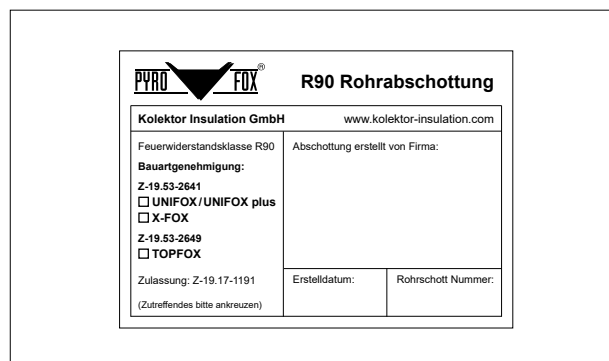 PYRO FOX®
R90 Rohrabschottung
Kolektor Insulation GmbH
www.kolektor-insulation.com
Feuerwiderstandsklasse R90
Bauartgenehmigung:
Z-19.53-2641
☐ UNIFOX/UNIFOX plus
☐ X-FOX
Z-19.53-2649
☐ TOPFOX
Zulassung: Z-19.17-1191
(Zutreffendes bitte ankreuzen)
Abschottung erstellt von Firma:
Erstelldatum:
Rohrschott Nummer: